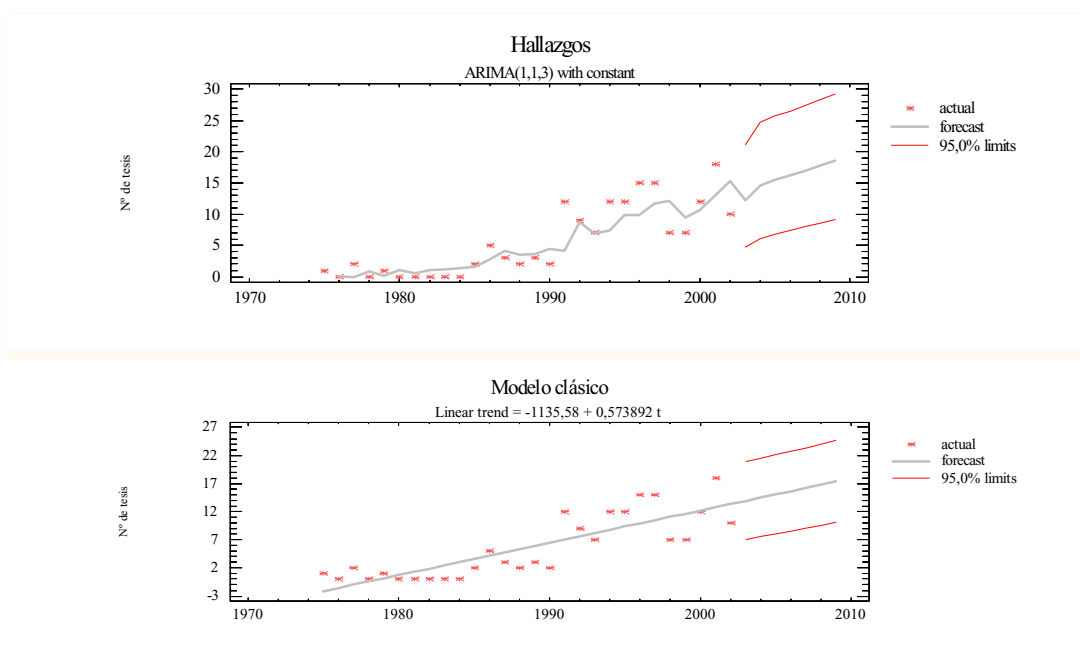 Hallazgos
ARIMA(1,1,3) with constant
Nº de tesis
30
25
20
15
10
5
0
1970 1980 1990 2000 2010
actual
forecast
95,0% limits
Modelo clásico
Linear trend = -1135,58 + 0,573892 t
Nº de tesis
27
22
17
12
7
2
-3
1970 1980 1990 2000 2010
actual
forecast
95,0% limits